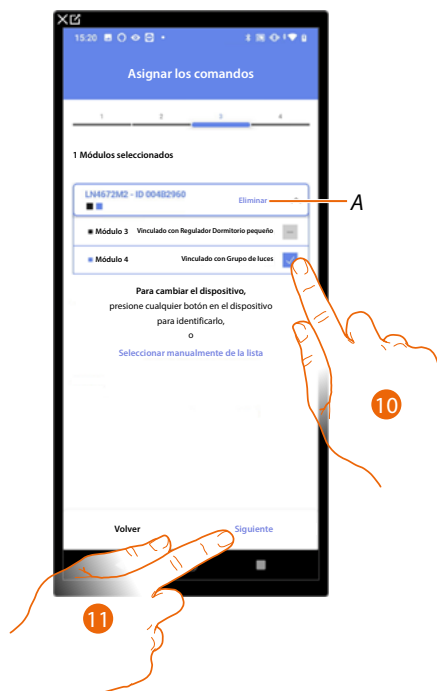 15:20
Asignar los comandos
1 2 3 4
1 Módulos seleccionados
LN4672M2 - ID 004B2960
Eliminar
A
Módulo 3 Vinculado con Regulador Dormitorio pequeño
Módulo 4 Vinculado con Grupo de luces
Para cambiar el dispositivo,
presione cualquier botón en el dispositivo
para identificarlo,
o
Seleccionar manualmente de la lista
10
Volver Siguiente
11